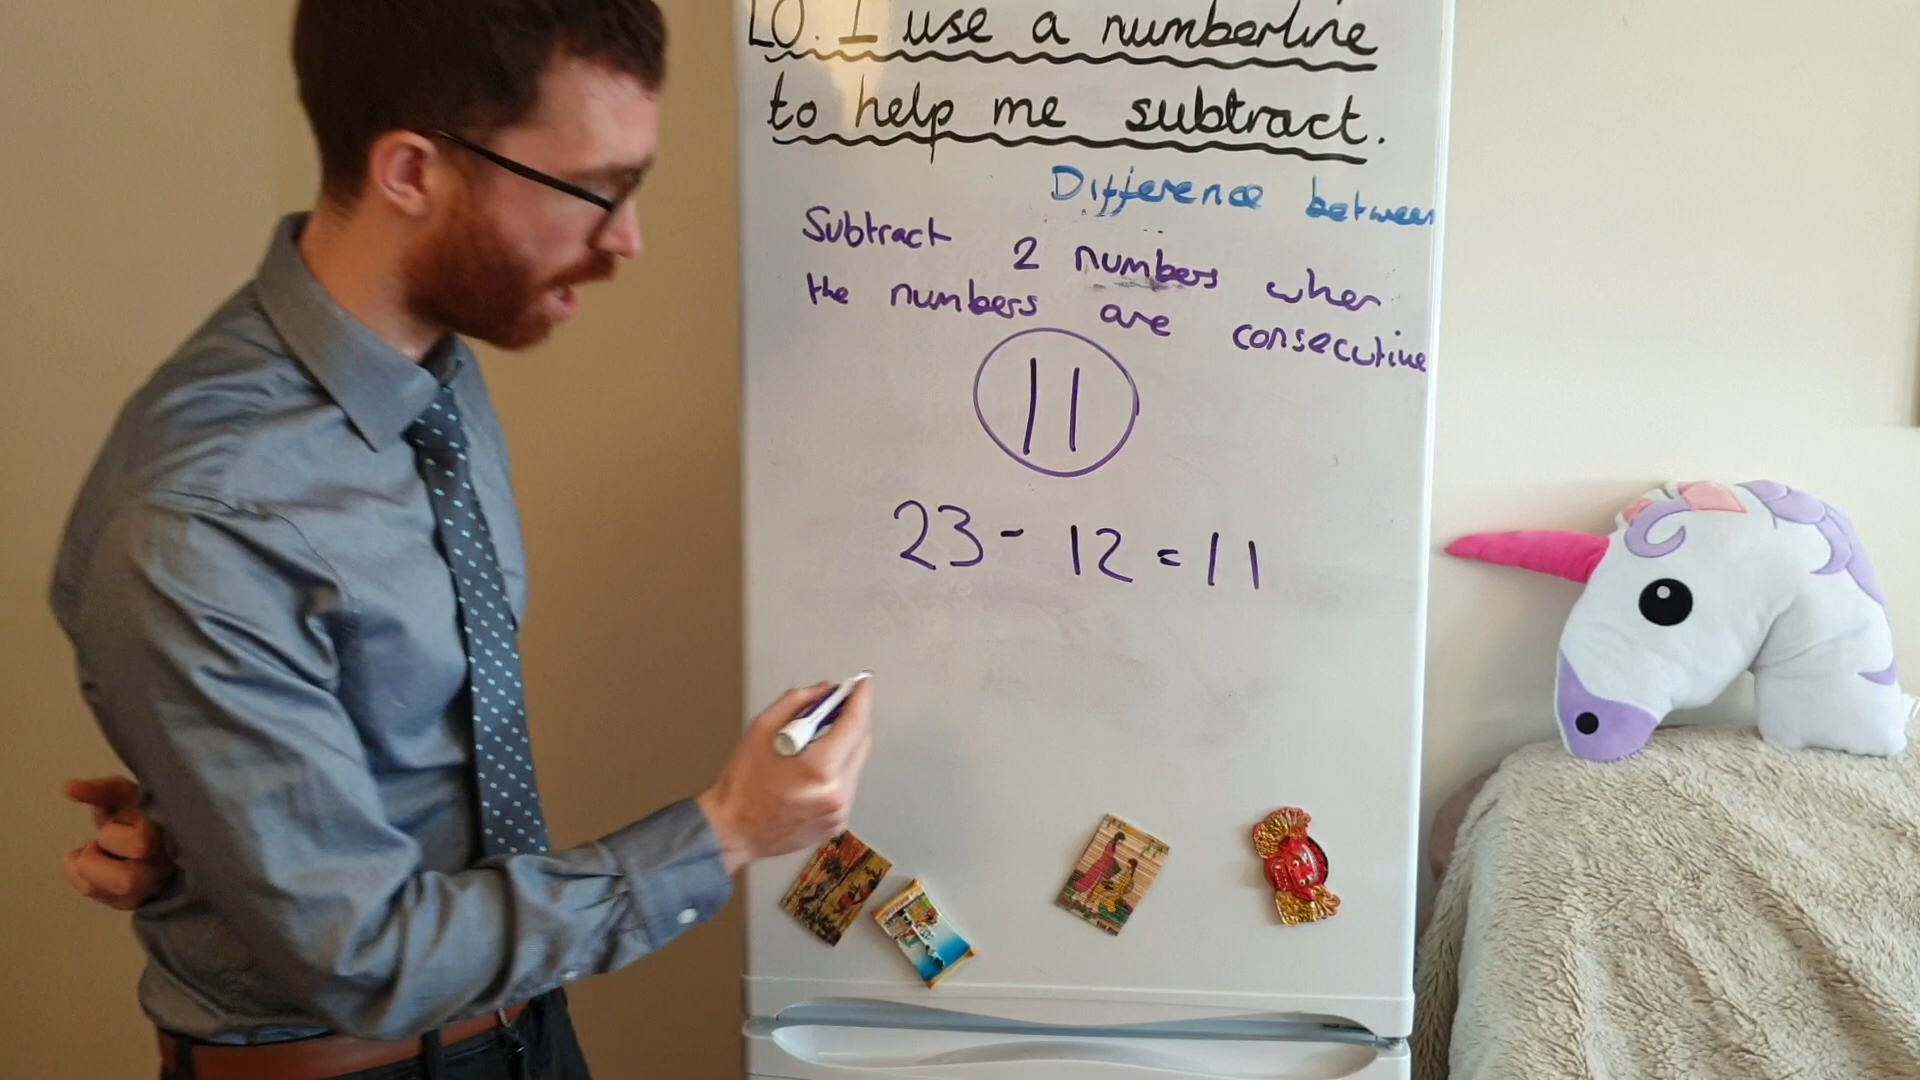 LO. I use a numberline
to help me subtract.
Difference between
Subtract 2 numbers when
the numbers are consecutive
11
23 - 12 = 11